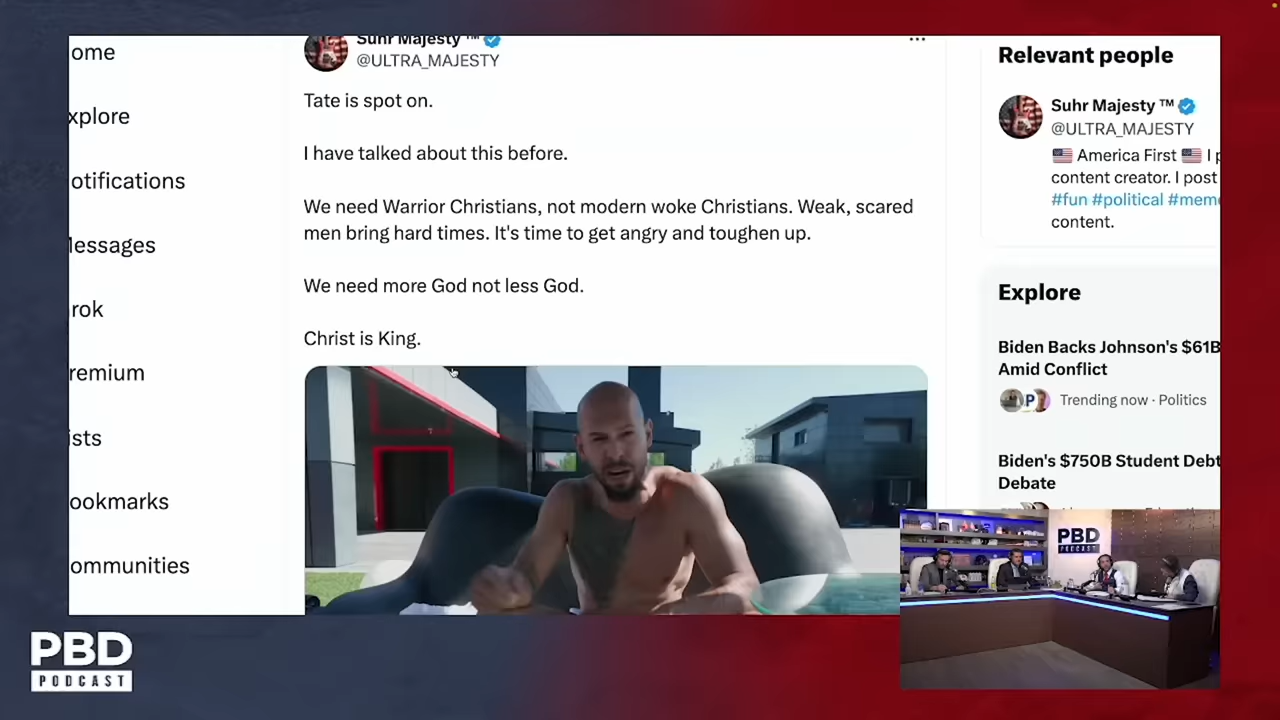 ome
xplore
otifications
lessages
rok
remium
ists
ookmarks
ommunities
Suhr Majesty ™
@ULTRA_MAJESTY
Tate is spot on.
I have talked about this before.
We need Warrior Christians, not modern woke Christians. Weak, scared
men bring hard times. It's time to get angry and toughen up.
We need more God not less God.
Christ is King.
Relevant people
Suhr Majesty ™
@ULTRA_MAJESTY
🇺🇸 America First 🇺🇸 I p
content creator. I post
#fun #political #mem
content.
Explore
Biden Backs Johnson's $61B
Amid Conflict
Trending now · Politics
Biden's $750B Student Debt
Debate
PBD
PODCAST
PBD
PODCAST